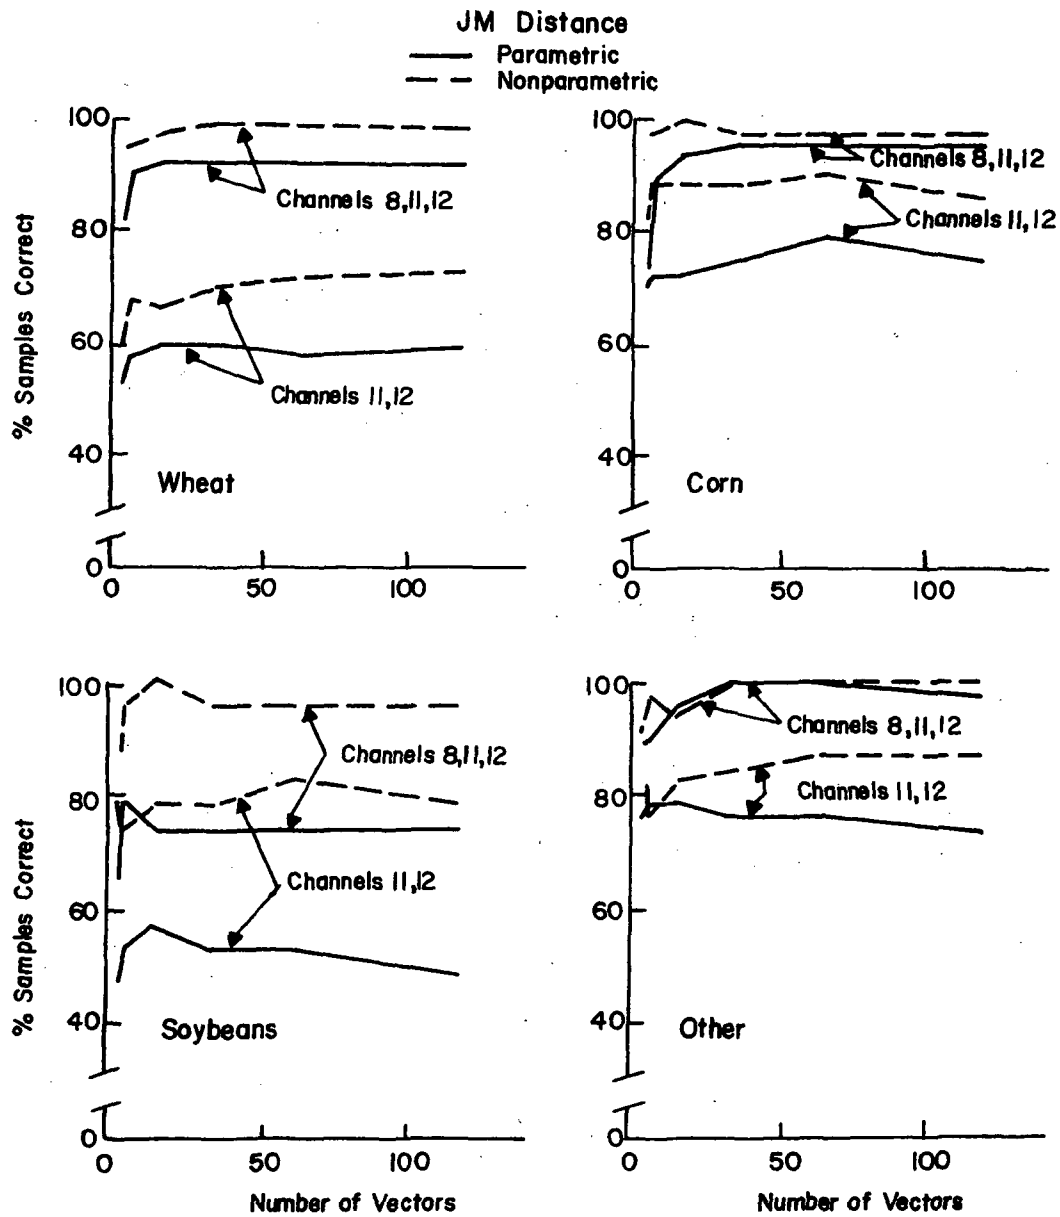 JM Distance
Parametric
Nonparametric
% Samples Correct
100
80
60
40
0
0 50 100
Channels 8,11,12
Channels 11,12
Wheat
100
80
60
40
0
0 50 100
Channels 8,11,12
Channels 11,12
Corn
% Samples Correct
100
80
60
40
0
0 50 100
Channels 8,11,12
Channels 11,12
Soybeans
Number of Vectors
100
80
60
40
0
0 50 100
Channels 8,11,12
Channels 11,12
Other
Number of Vectors